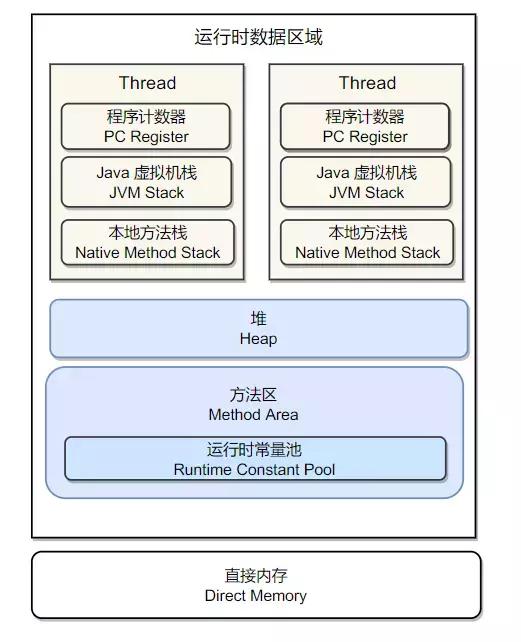 运行时数据区域
Thread
程序计数器
PC Register
Java 虚拟机栈
JVM Stack
本地方法栈
Native Method Stack
Thread
程序计数器
PC Register
Java 虚拟机栈
JVM Stack
本地方法栈
Native Method Stack
堆
Heap
方法区
Method Area
运行时常量池
Runtime Constant Pool
直接内存
Direct Memory